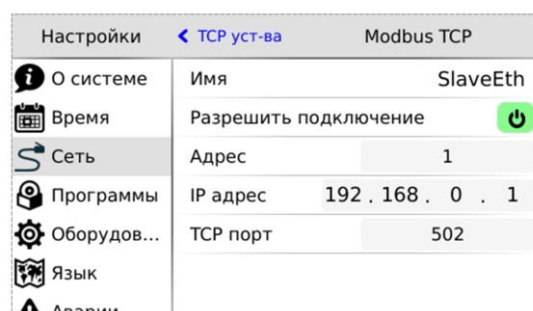 Настройки ‹ TCP уст-ва Modbus TCP
О системе Имя SlaveEth
Время Разрешить подключение
Сеть Адрес 1
Программы IP адрес 192 . 168 . 0 . 1
Оборудов... TCP порт 502
Язык
Аварии